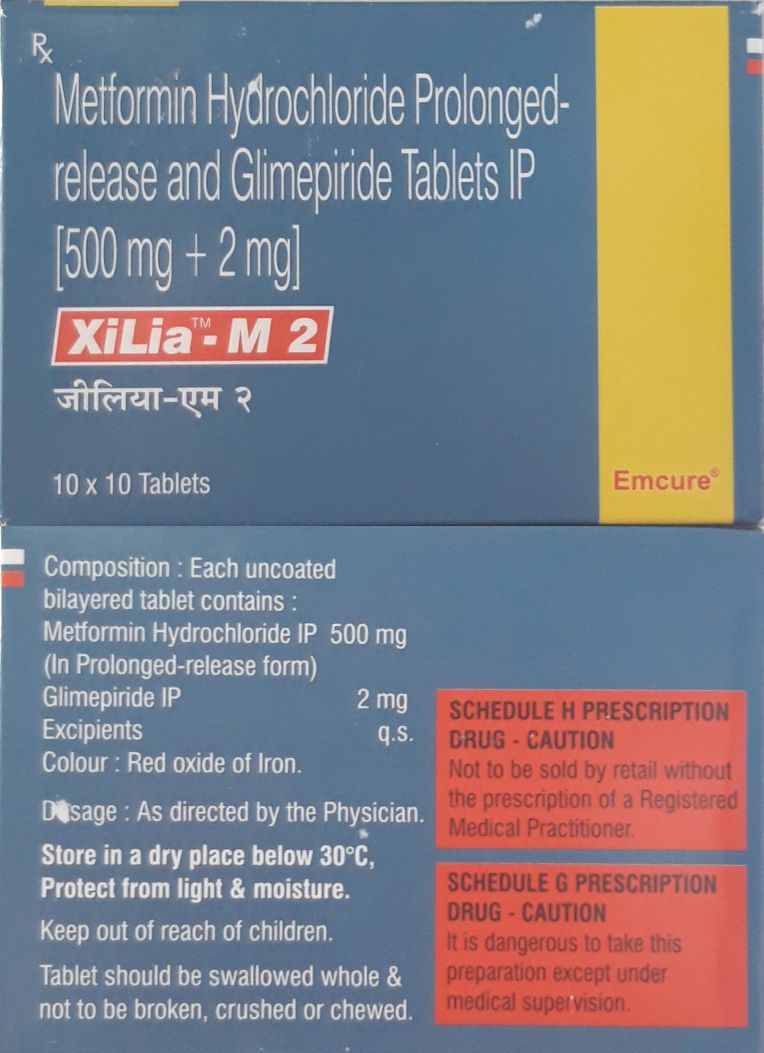 Rx
Metformin Hydrochloride Prolonged-
release and Glimepiride Tablets IP
[500 mg + 2 mg]
XiLia™- M 2
जीलिया-एम २
10 x 10 Tablets
Emcure®
Composition : Each uncoated
bilayered tablet contains :
Metformin Hydrochloride IP 500 mg
(In Prolonged-release form)
Glimepiride IP 2 mg
Excipients q.s.
Colour : Red oxide of Iron.
Dosage : As directed by the Physician.
Store in a dry place below 30°C,
Protect from light & moisture.
Keep out of reach of children.
Tablet should be swallowed whole &
not to be broken, crushed or chewed.
SCHEDULE H PRESCRIPTION
DRUG - CAUTION
Not to be sold by retail without
the prescription of a Registered
Medical Practitioner.
SCHEDULE G PRESCRIPTION
DRUG - CAUTION
It is dangerous to take this
preparation except under
medical supervision.